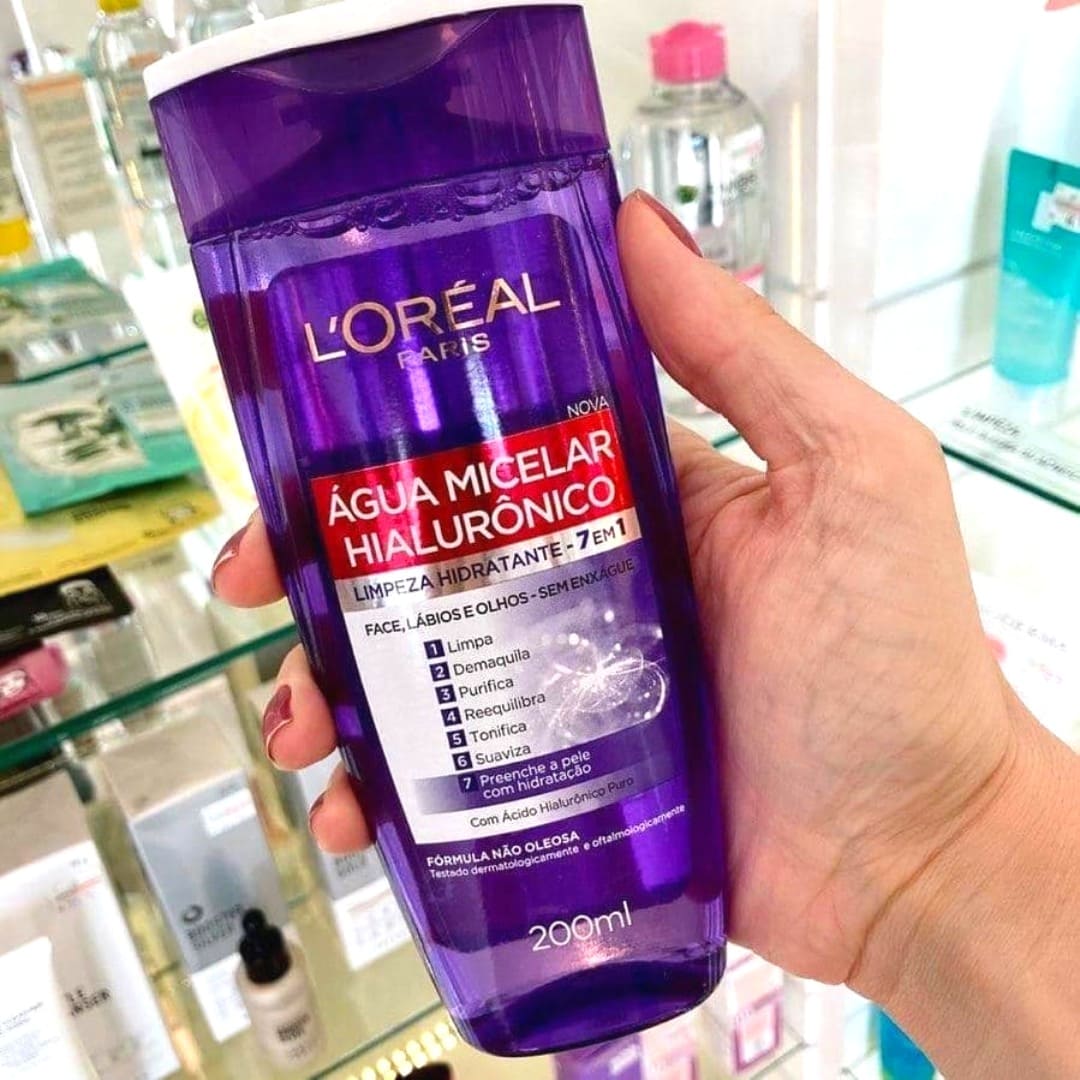 L'ORÉAL
PARIS
NOVA
ÁGUA MICELAR
HIALURÔNICO
LIMPEZA HIDRATANTE - 7 EM 1
FACE, LÁBIOS E OLHOS - SEM ENXÁGUE
1 Limpa
2 Demaquila
3 Purifica
4 Reequilibra
5 Tonifica
6 Suaviza
7 Preenche a pele
com hidratação
Com Ácido Hialurônico Puro
FÓRMULA NÃO OLEOSA
Testado dermatologicamente e oftalmologicamente
200ml
LIMPEZA